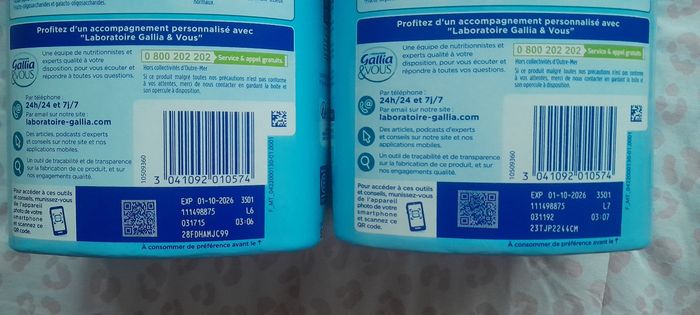 fructo-oligosaccharides et galacto-oligosaccharides.
normaux.
Profitez d'un accompagnement personnalisé avec
"Laboratoire Gallia & Vous"
Gallia
& VOUS
Une équipe de nutritionnistes et
experts qualité à votre
disposition, pour vous écouter et
répondre à toutes vos questions.
0 800 202 202 Service & appel gratuits
Hors collectivités d'Outre-Mer
Si ce produit malgré toutes nos précautions n'est pas conforme
à vos attentes, merci de nous contacter en gardant la boîte et
son opercule si possible.
Par téléphone :
24h/24 et 7j/7
Par email sur notre site :
laboratoire-gallia.com
Des articles, podcasts d'experts
et conseils sur notre site et nos
applications mobiles.
Un outil de traçabilité et de transparence
sur la fabrication de ce produit, et sur
nos engagements qualité.
10509360
3 041092 010574
Pour accéder à ces outils
et conseils, munissez-vous
de l'appareil
photo de votre
smartphone
et scannez ce
QR code.
EXP 01-10-2026 3501
111498875 L6
031715 03:06
28FDHAMJC99
À consommer de préférence avant le ↑
Profitez d'un accompagnement personnalisé avec
"Laboratoire Gallia & Vous"
Gallia
& VOUS
Une équipe de nutritionnistes et
experts qualité à votre
disposition, pour vous écouter et
répondre à toutes vos questions.
0 800 202 202 Service & appel gratuits
Hors collectivités d'Outre-Mer
Si ce produit malgré toutes nos précautions n'est pas conforme
à vos attentes, merci de nous contacter en gardant la boîte et
son opercule si possible.
Par téléphone :
24h/24 et 7j/7
Par email sur notre site :
laboratoire-gallia.com
Des articles, podcasts d'experts
et conseils sur notre site et nos
applications mobiles.
Un outil de traçabilité et de transparence
sur la fabrication de ce produit, et sur
nos engagements qualité.
10509360
3 041092 010574
Pour accéder à ces outils
et conseils, munissez-vous
de l'appareil
photo de votre
smartphone
et scannez ce
QR code.
EXP 01-10-2026 3501
111498875 L7
031192 03:07
23TJP2244CM
À consommer de préférence avant le ↑